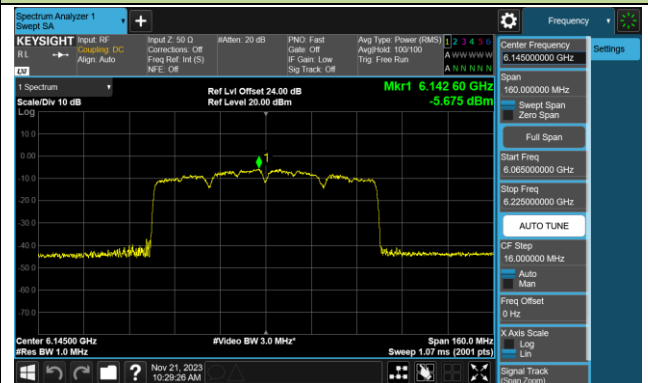 Spectrum Analyzer 1
Swept SA
Frequency
KEYSIGHT
RL
LXI
Input: RF
Coupling: DC
Align: Auto
Input Z: 50 Ω
Corrections: Off
Freq Ref: Int (S)
NFE: Off
#Atten: 20 dB
PNO: Fast
Gate: Off
IF Gain: Low
Sig Track: Off
Avg Type: Power (RMS)
Avg|Hold: 100/100
Trig: Free Run
1 2 3 4 5 6
A W W W W W
A N N N N N
Center Frequency
6.145000000 GHz
Settings
Span
160.000000 MHz
Swept Span
Zero Span
Full Span
Start Freq
6.065000000 GHz
Stop Freq
6.225000000 GHz
AUTO TUNE
CF Step
16.000000 MHz
Auto
Man
Freq Offset
0 Hz
X Axis Scale
Log
Lin
Signal Track
(Span Zoom)
1 Spectrum
Scale/Div 10 dB
Log
Ref Lvl Offset 24.00 dB
Ref Level 20.00 dBm
Mkr1 6.142 60 GHz
-5.675 dBm
1
10.0
0.00
-10.0
-20.0
-30.0
-40.0
-50.0
-60.0
-70.0
Center 6.14500 GHz
#Res BW 1.0 MHz
#Video BW 3.0 MHz*
Span 160.0 MHz
Sweep 1.07 ms (2001 pts)
?
Nov 21, 2023
10:29:26 AM